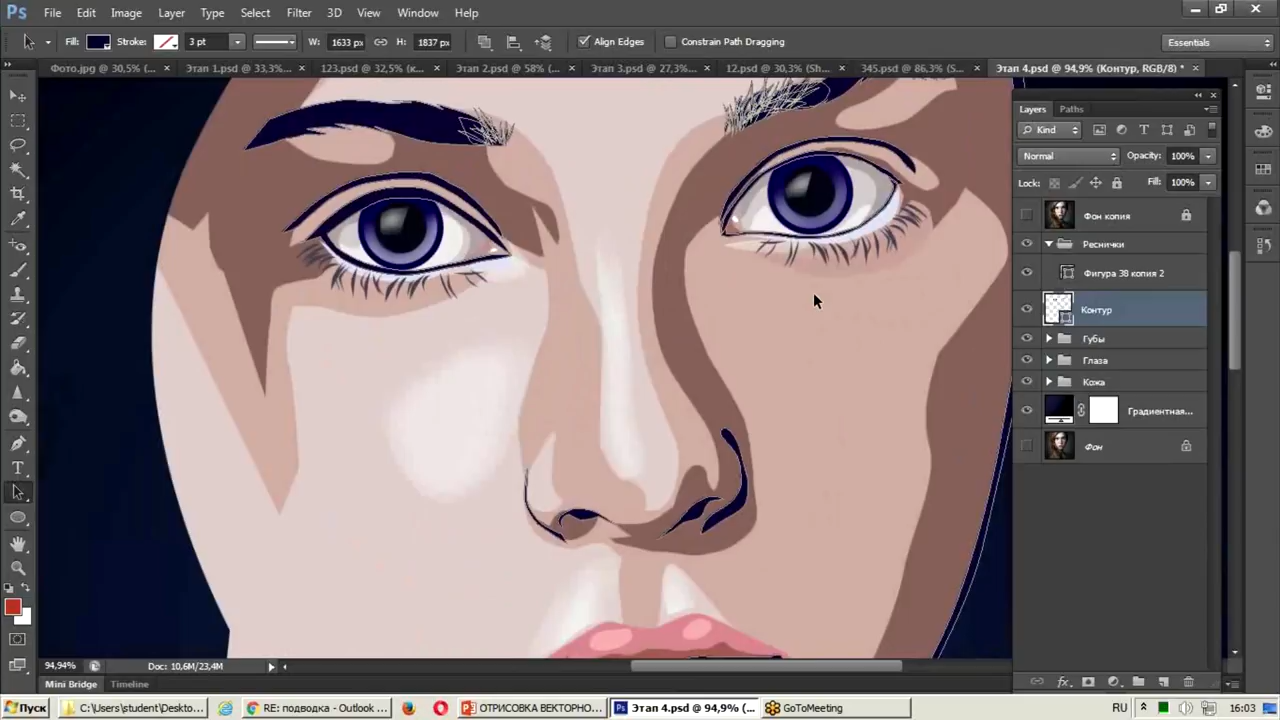 Ps File Edit Image Layer Type Select Filter 3D View Window Help
Fill: Stroke: 3 pt W: 1633 px H: 1837 px Align Edges Constrain Path Dragging Essentials
Фото.jpg @ 30,5% (... × Этап 1.psd @ 33,3%... × 123.psd @ 32,5% (к... × Этап 2.psd @ 58% (... × Этап 3.psd @ 27,3%... × 12.psd @ 30,3% (Sh... × 345.psd @ 86,3% (S... × Этап 4.psd @ 94,9% (Контур, RGB/8) * ×
Layers Paths
Kind
Normal Opacity: 100%
Lock: Fill: 100%
Фон копия
Реснички
Фигура 38 копия 2
Контур
Губы
Глаза
Кожа
Градиентная...
Фон
94,94% Doc: 10,6M/23,4M
Mini Bridge Timeline
Пуск C:\Users\student\Deskto... RE: подводка - Outlook ... ОТРИСОВКА ВЕКТОРНО... Этап 4.psd @ 94,9% (... GoToMeeting RU 16:03